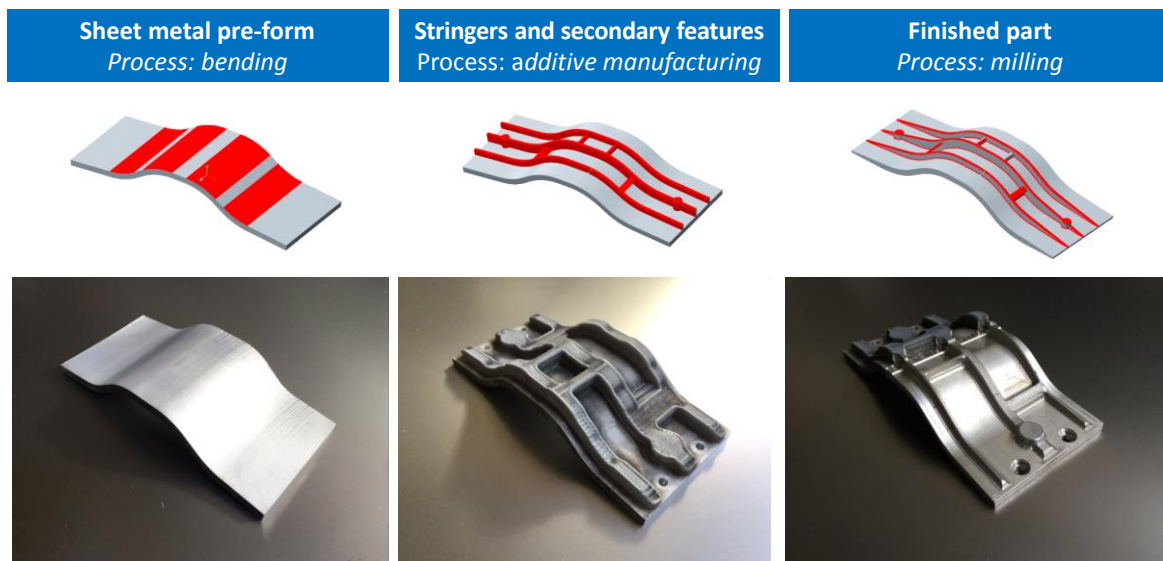 Sheet metal pre-form
Process: bending
Stringers and secondary features
Process: additive manufacturing
Finished part
Process: milling